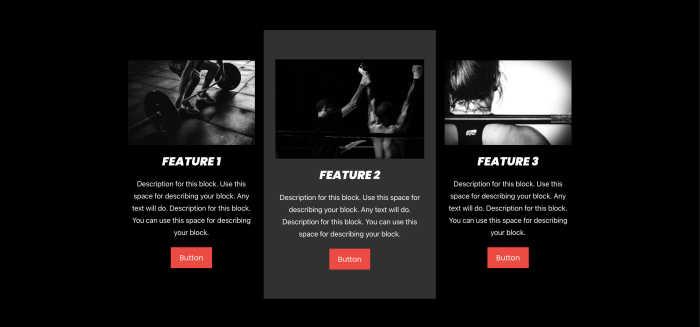 FEATURE 1
Description for this block. Use this
space for describing your block. Any
text will do. Description for this block.
You can use this space for describing
your block.
Button
FEATURE 2
Description for this block. Use this space for
describing your block. Any text will do.
Description for this block. You can use this
space for describing your block.
Button
FEATURE 3
Description for this block. Use this
space for describing your block. Any
text will do. Description for this block.
You can use this space for describing
your block.
Button